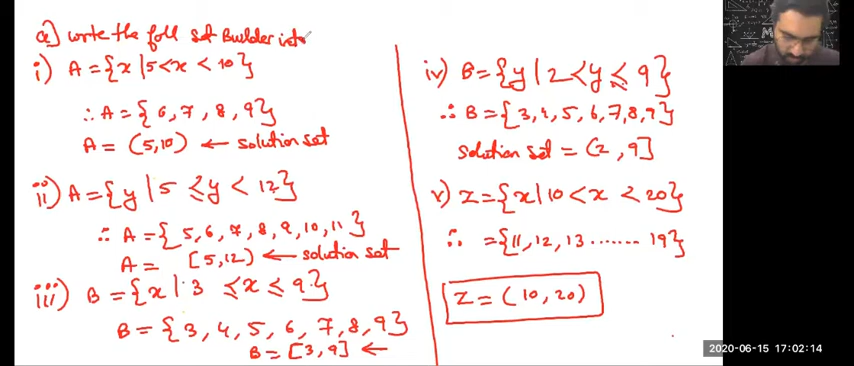 Q] Write the foll set Builder into
i) A = {x | 5 < x < 10}
∴ A = {6, 7, 8, 9}
A = (5, 10) ← solution set
ii) A = {y | 5 ≤ y < 12}
∴ A = {5, 6, 7, 8, 9, 10, 11}
A = [5, 12) ← solution set
iii) B = {x | 3 ≤ x ≤ 9}
B = {3, 4, 5, 6, 7, 8, 9}
B = [3, 9] ←
iv) B = {y | 2 < y ≤ 9}
∴ B = {3, 4, 5, 6, 7, 8, 9}
solution set = (2, 9]
v) Z = {x | 10 < x < 20}
∴ = {11, 12, 13 ....... 19}
Z = (10, 20)
2020-06-15 17:02:14